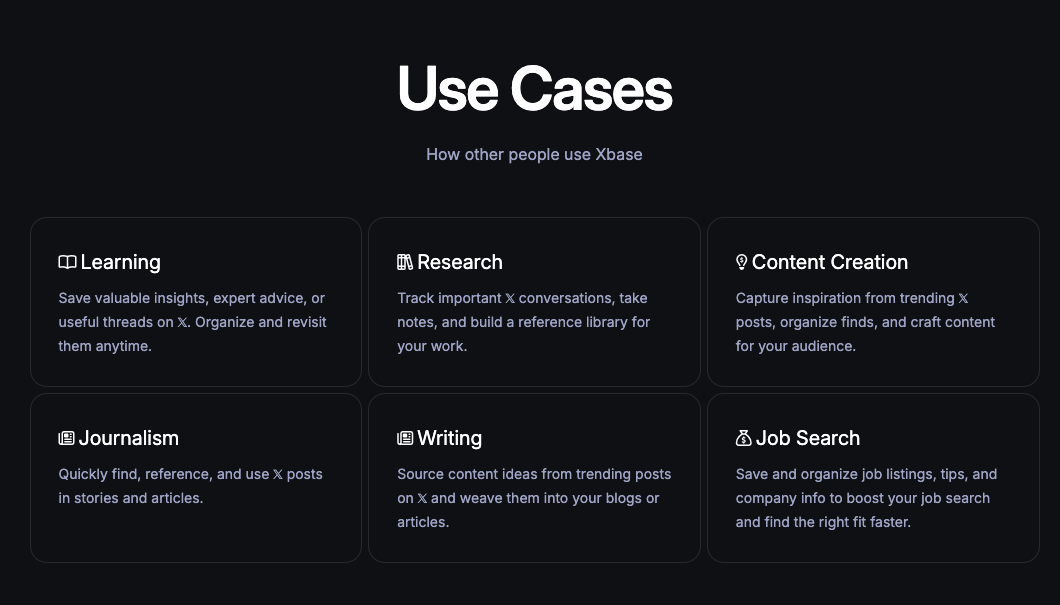 Use Cases
How other people use Xbase
Learning
Save valuable insights, expert advice, or
useful threads on 𝕏. Organize and revisit
them anytime.
Research
Track important 𝕏 conversations, take
notes, and build a reference library for
your work.
Content Creation
Capture inspiration from trending 𝕏
posts, organize finds, and craft content
for your audience.
Journalism
Quickly find, reference, and use 𝕏 posts
in stories and articles.
Writing
Source content ideas from trending posts
on 𝕏 and weave them into your blogs or
articles.
Job Search
Save and organize job listings, tips, and
company info to boost your job search
and find the right fit faster.